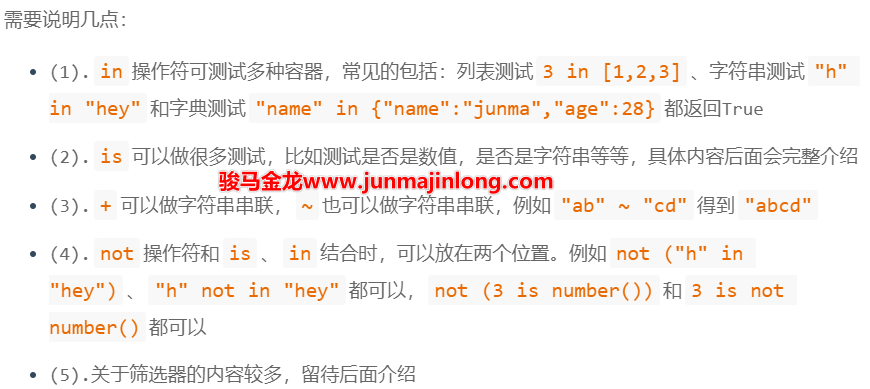 需要说明几点：
(1). in 操作符可测试多种容器，常见的包括：列表测试 3 in [1,2,3] 、字符串测试 "h"
in "hey" 和字典测试 "name" in {"name":"junma","age":28} 都返回True
(2). is 可以做很多测试，比如测试是否是数值，是否是字符串等等，具体内容后面会完整介绍
骏马金龙www.junmajinlong.com
(3). + 可以做字符串串联， ~ 也可以做字符串串联，例如 "ab" ~ "cd" 得到 "abcd"
(4). not 操作符和 is 、 in 结合时，可以放在两个位置。例如 not ("h" in
"hey") 、 "h" not in "hey" 都可以， not (3 is number()) 和 3 is not
number() 都可以
(5).关于筛选器的内容较多，留待后面介绍